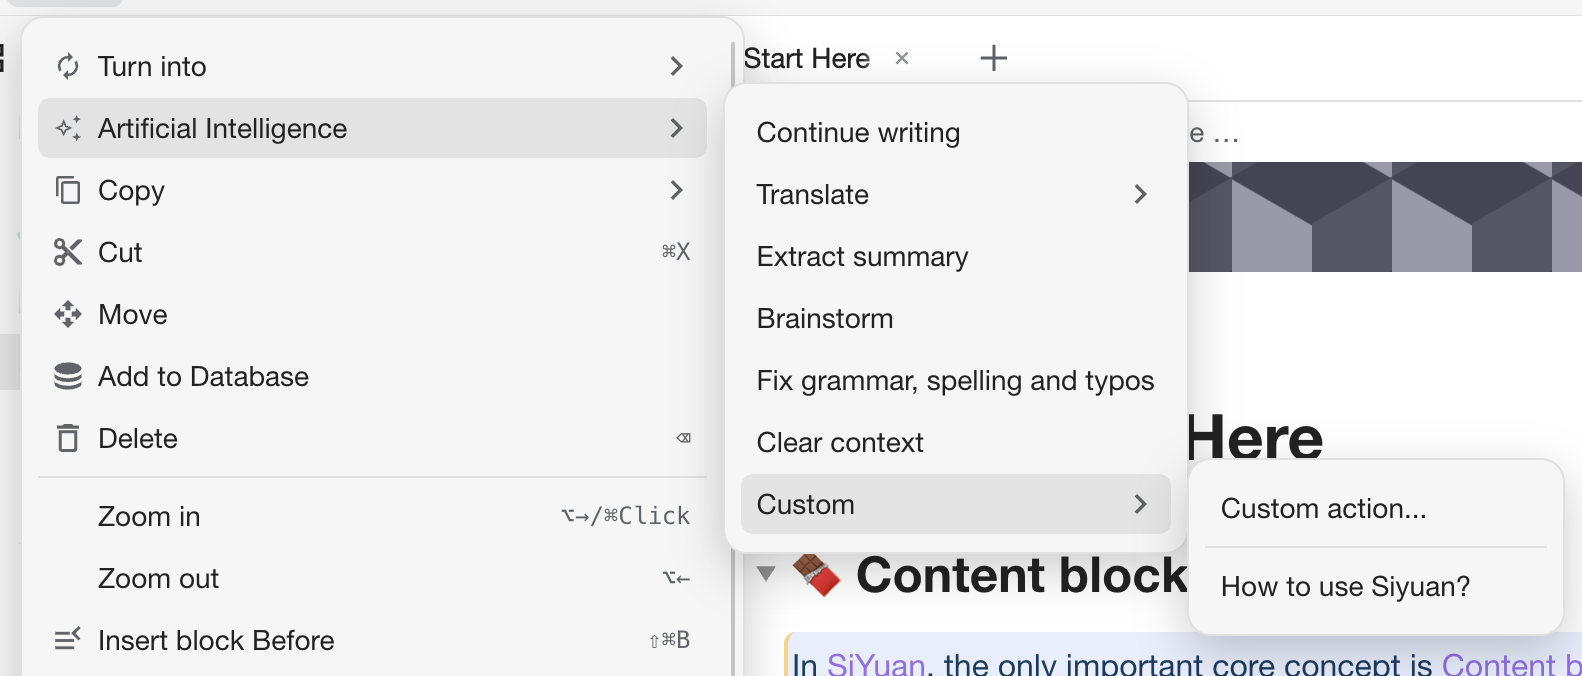 Turn into
Artificial Intelligence
Copy
Cut ⌘X
Move
Add to Database
Delete ⌫
Zoom in ⌥→/⌘Click
Zoom out ⌥←
Insert block Before ⇧⌘B
Start Here × +
e ...
Continue writing
Translate
Extract summary
Brainstorm
Fix grammar, spelling and typos
Clear context
Custom
Here
Custom action...
How to use Siyuan?
Content block
In SiYuan, the only important core concept is Content b